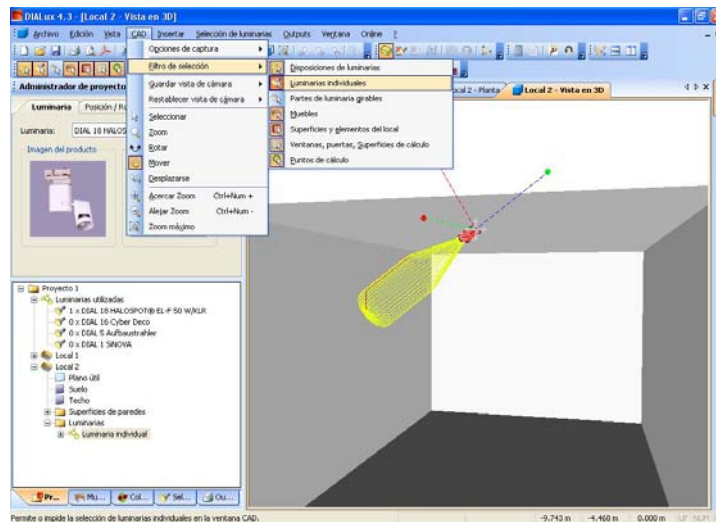 DIALux 4.3 - [Local 2 - Vista en 3D]
Archivo Edición Vista CAD Insertar Selección de luminarias Outputs Ventana Online ?
Opciones de captura
Filtro de selección
Guardar vista de cámara
Restablecer vista de cámara
Seleccionar
Zoom
Rotar
Mover
Desplazarse
Acercar Zoom Ctrl+Num +
Alejar Zoom Ctrl+Num -
Zoom máximo
Disposiciones de luminarias
Luminarias individuales
Partes de luminaria girables
Muebles
Superficies y elementos del local
Ventanas, puertas, Superficies de cálculo
Puntos de cálculo
Administrador de proyecto
Local 2 - Planta
Local 2 - Vista en 3D
Luminaria
Posición / Ro
Luminaria: DIAL 18 HALOS
Imagen del producto
Proyecto 1
Luminarias utilizadas
1 x DIAL 18 HALOSPOT® EL-F 50 W/KLR
0 x DIAL 16 Cyber Deco
0 x DIAL 5 Aufbaustrahler
0 x DIAL 1 SINOVA
Local 1
Local 2
Plano útil
Suelo
Techo
Superficies de paredes
Luminarias
Luminaria individual
Pr... Mu... Col... Sel... Ou...
Permite o impide la selección de luminarias individuales en la ventana CAD.
-9.743 m -4.468 m 0.000 m UF NUM